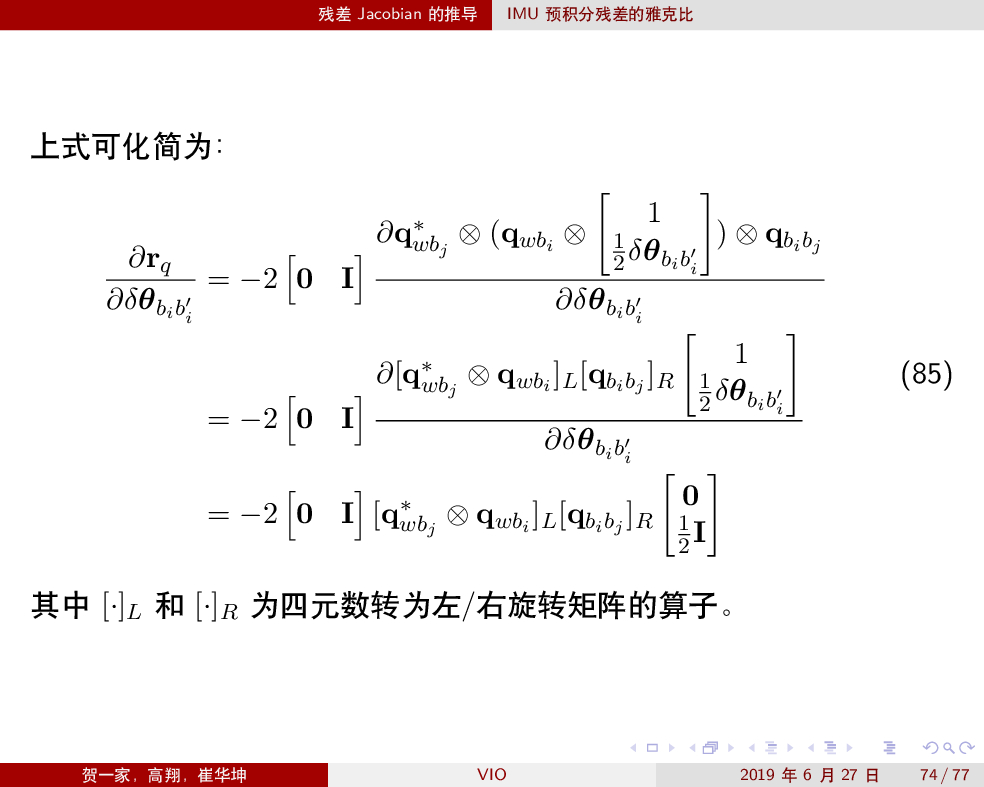 残差 Jacobian 的推导 IMU 预积分残差的雅克比
上式可化简为:
$$\frac{\partial \mathbf{r}_q}{\partial \delta\boldsymbol{\theta}_{b_i b_i'}} = -2 \begin{bmatrix} \mathbf{0} & \mathbf{I} \end{bmatrix} \frac{\partial \mathbf{q}_{wb_j}^* \otimes (\mathbf{q}_{wb_i} \otimes \begin{bmatrix} 1 \\ \frac{1}{2}\delta\boldsymbol{\theta}_{b_i b_i'} \end{bmatrix}) \otimes \mathbf{q}_{b_i b_j}}{\partial \delta\boldsymbol{\theta}_{b_i b_i'}}$$
$$= -2 \begin{bmatrix} \mathbf{0} & \mathbf{I} \end{bmatrix} \frac{\partial [\mathbf{q}_{wb_j}^* \otimes \mathbf{q}_{wb_i}]_L [\mathbf{q}_{b_i b_j}]_R \begin{bmatrix} 1 \\ \frac{1}{2}\delta\boldsymbol{\theta}_{b_i b_i'} \end{bmatrix}}{\partial \delta\boldsymbol{\theta}_{b_i b_i'}} \quad (85)$$
$$= -2 \begin{bmatrix} \mathbf{0} & \mathbf{I} \end{bmatrix} [\mathbf{q}_{wb_j}^* \otimes \mathbf{q}_{wb_i}]_L [\mathbf{q}_{b_i b_j}]_R \begin{bmatrix} \mathbf{0} \\ \frac{1}{2}\mathbf{I} \end{bmatrix}$$
其中 $[\cdot]_L$ 和 $[\cdot]_R$ 为四元数转为左/右旋转矩阵的算子。
贺一家, 高翔, 崔华坤 VIO 2019 年 6 月 27 日 74 / 77